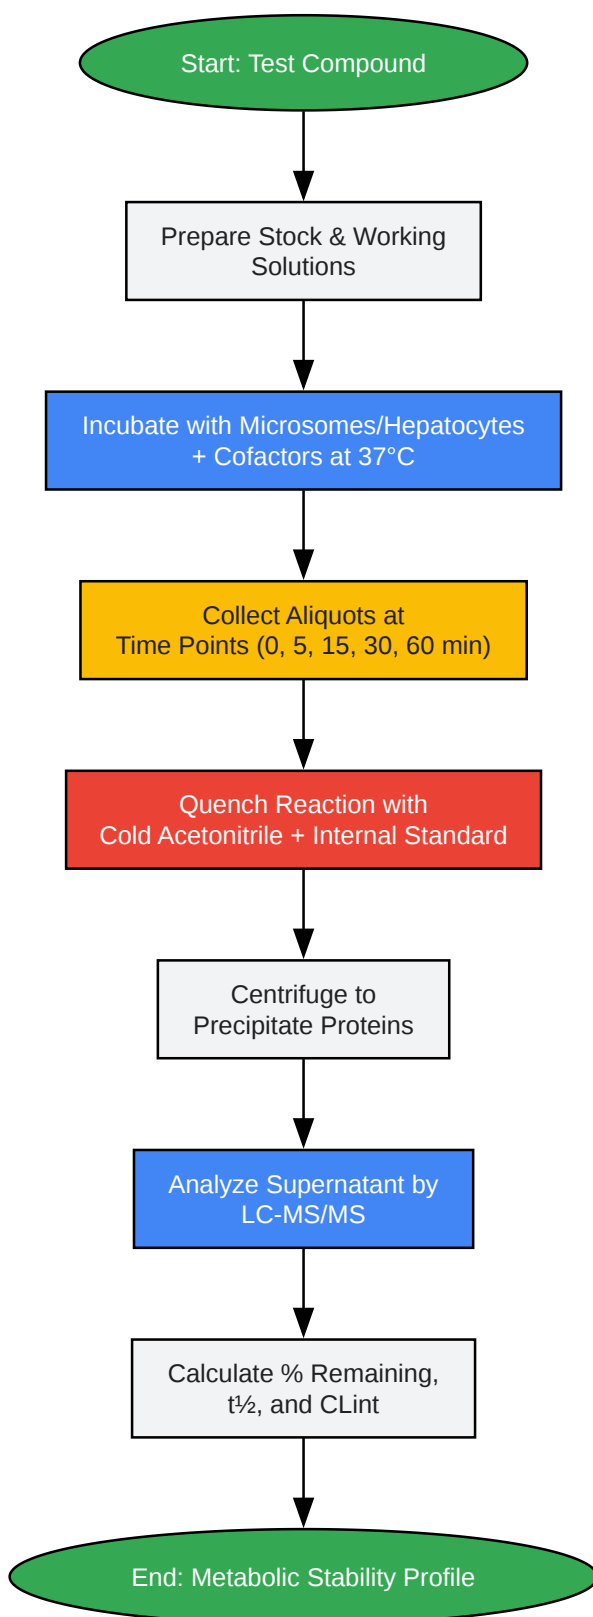 Start: Test Compound
Prepare Stock & Working
Solutions
Incubate with Microsomes/Hepatocytes
+ Cofactors at 37°C
Collect Aliquots at
Time Points (0, 5, 15, 30, 60 min)
Quench Reaction with
Cold Acetonitrile + Internal Standard
Centrifuge to
Precipitate Proteins
Analyze Supernatant by
LC-MS/MS
Calculate % Remaining,
t½, and CLint
End: Metabolic Stability Profile